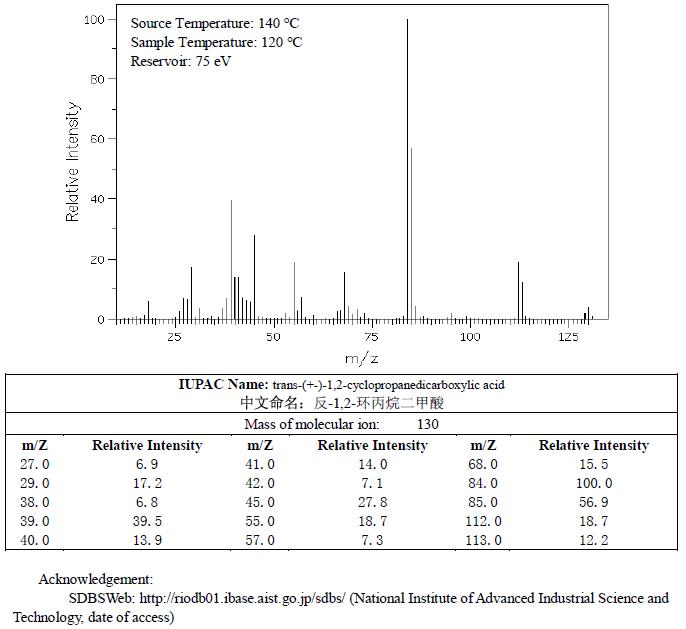 Source Temperature: 140 °C
Sample Temperature: 120 °C
Reservoir: 75 eV
100
80
60
40
20
0
Relative Intensity
25 50 75 100 125
m/z
IUPAC Name: trans-(+-)-1,2-cyclopropanedicarboxylic acid
中文命名：反-1,2-环丙烷二甲酸
Mass of molecular ion: 130
m/Z Relative Intensity m/Z Relative Intensity m/Z Relative Intensity
27.0 6.9 41.0 14.0 68.0 15.5
29.0 17.2 42.0 7.1 84.0 100.0
38.0 6.8 45.0 27.8 85.0 56.9
39.0 39.5 55.0 18.7 112.0 18.7
40.0 13.9 57.0 7.3 113.0 12.2
Acknowledgement:
SDBSWeb: http://riodb01.ibase.aist.go.jp/sdbs/ (National Institute of Advanced Industrial Science and
Technology, date of access)